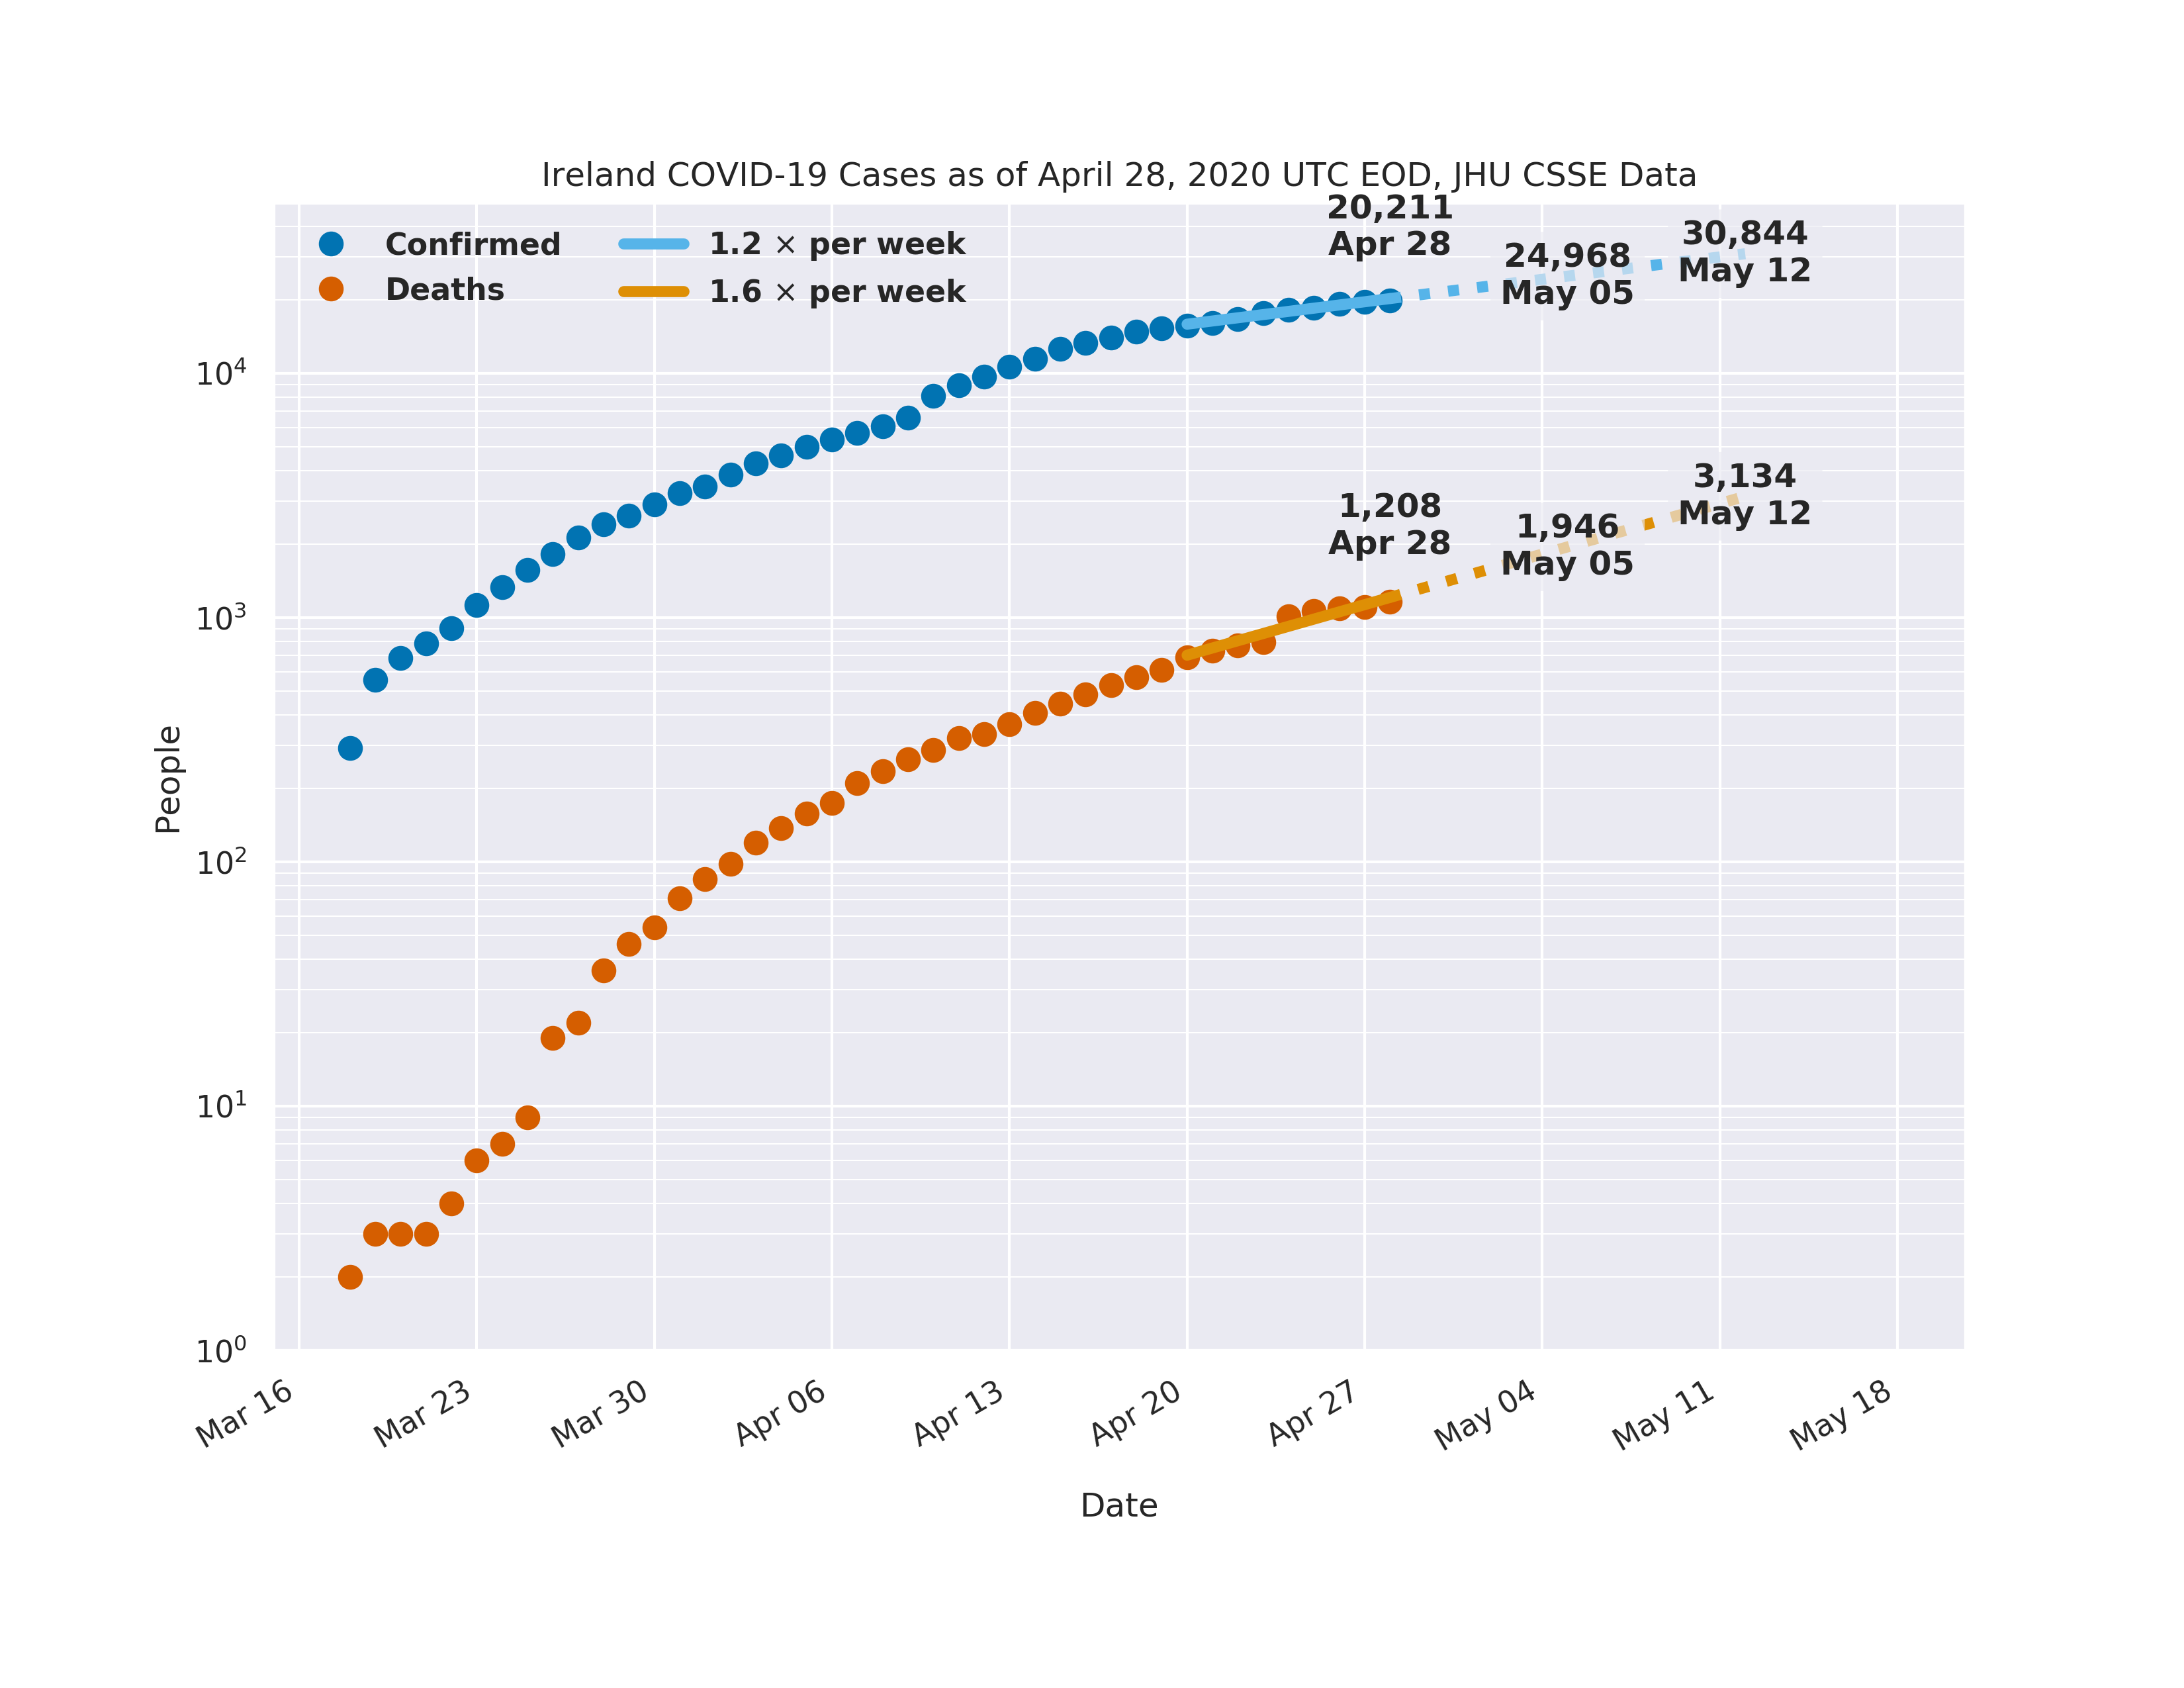 Ireland COVID-19 Cases as of April 28, 2020 UTC EOD, JHU CSSE Data
Confirmed
Deaths
1.2 × per week
1.6 × per week
20,211
Apr 28
24,968
May 05
30,844
May 12
1,208
Apr 28
1,946
May 05
3,134
May 12
People
10⁴
10³
10²
10¹
10⁰
Mar 16
Mar 23
Mar 30
Apr 06
Apr 13
Apr 20
Apr 27
May 04
May 11
May 18
Date